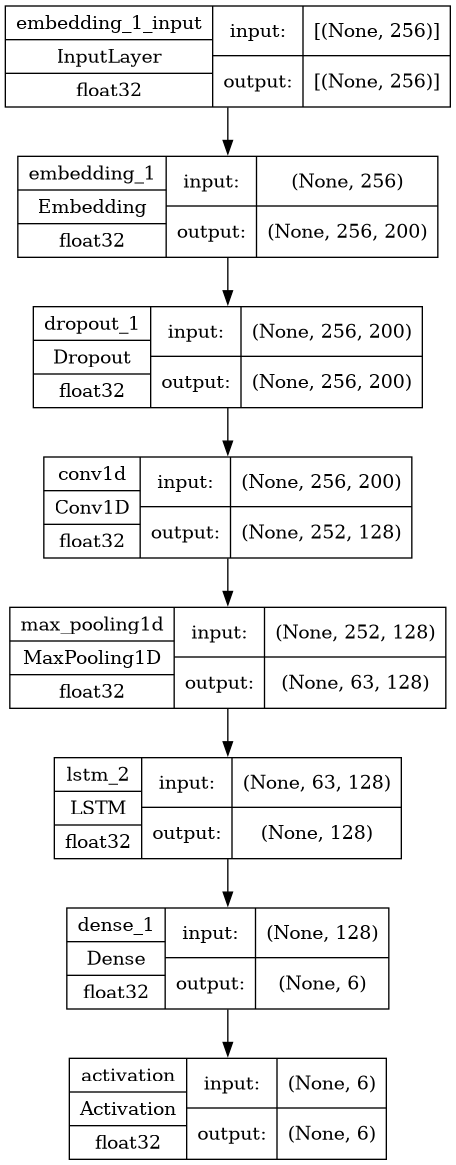 embedding_1_input
InputLayer
float32
input:
output:
[(None, 256)]
[(None, 256)]
embedding_1
Embedding
float32
input:
output:
(None, 256)
(None, 256, 200)
dropout_1
Dropout
float32
input:
output:
(None, 256, 200)
(None, 256, 200)
conv1d
Conv1D
float32
input:
output:
(None, 256, 200)
(None, 252, 128)
max_pooling1d
MaxPooling1D
float32
input:
output:
(None, 252, 128)
(None, 63, 128)
lstm_2
LSTM
float32
input:
output:
(None, 63, 128)
(None, 128)
dense_1
Dense
float32
input:
output:
(None, 128)
(None, 6)
activation
Activation
float32
input:
output:
(None, 6)
(None, 6)